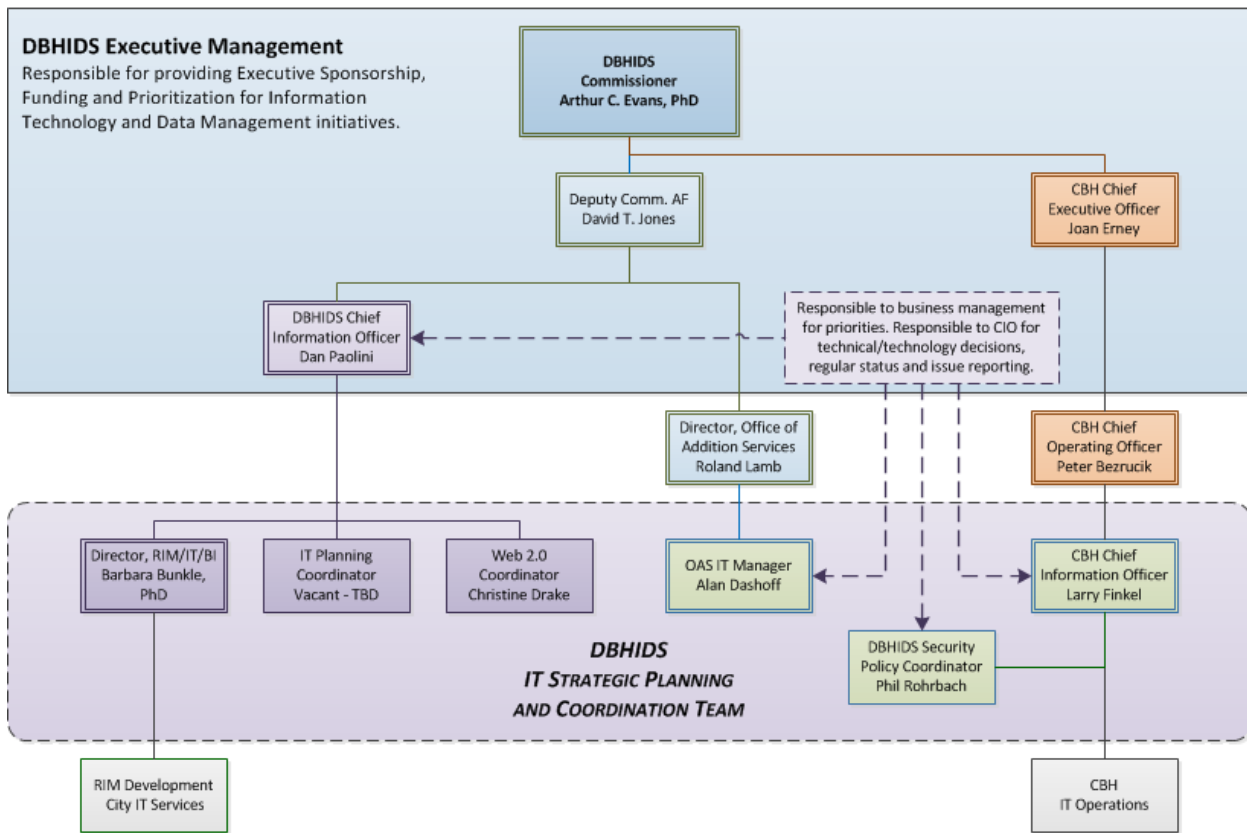 DBHIDS Executive Management
Responsible for providing Executive Sponsorship,
Funding and Prioritization for Information
Technology and Data Management initiatives.
DBHIDS
Commissioner
Arthur C. Evans, PhD
Deputy Comm. AF
David T. Jones
CBH Chief
Executive Officer
Joan Erney
DBHIDS Chief
Information Officer
Dan Paolini
Responsible to business management
for priorities. Responsible to CIO for
technical/technology decisions,
regular status and issue reporting.
Director, Office of
Addition Services
Roland Lamb
CBH Chief
Operating Officer
Peter Bezrucik
Director, RIM/IT/BI
Barbara Bunkle,
PhD
IT Planning
Coordinator
Vacant - TBD
Web 2.0
Coordinator
Christine Drake
OAS IT Manager
Alan Dashoff
CBH Chief
Information Officer
Larry Finkel
DBHIDS Security
Policy Coordinator
Phil Rohrbach
DBHIDS
IT STRATEGIC PLANNING
AND COORDINATION TEAM
RIM Development
City IT Services
CBH
IT Operations